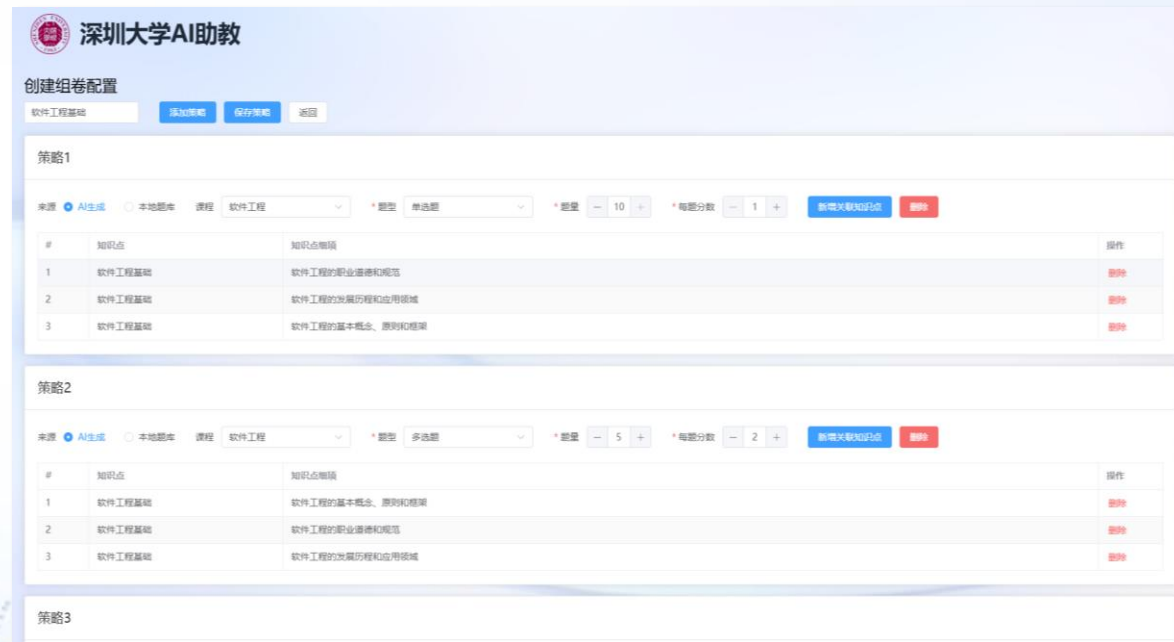 深圳大学AI助教
创建组卷配置
软件工程基础 添加策略 保存策略 返回
策略1
来源 AI生成 本地题库 课程 软件工程 * 题型 单选题 * 题量 − 10 + * 每题分数 − 1 + 新增关联知识点 删除
# 知识点 知识点细项 操作
1 软件工程基础 软件工程的职业道德和规范 删除
2 软件工程基础 软件工程的发展历程和应用领域 删除
3 软件工程基础 软件工程的基本概念、原则和框架 删除
策略2
来源 AI生成 本地题库 课程 软件工程 * 题型 多选题 * 题量 − 5 + * 每题分数 − 2 + 新增关联知识点 删除
# 知识点 知识点细项 操作
1 软件工程基础 软件工程的基本概念、原则和框架 删除
2 软件工程基础 软件工程的职业道德和规范 删除
3 软件工程基础 软件工程的发展历程和应用领域 删除
策略3